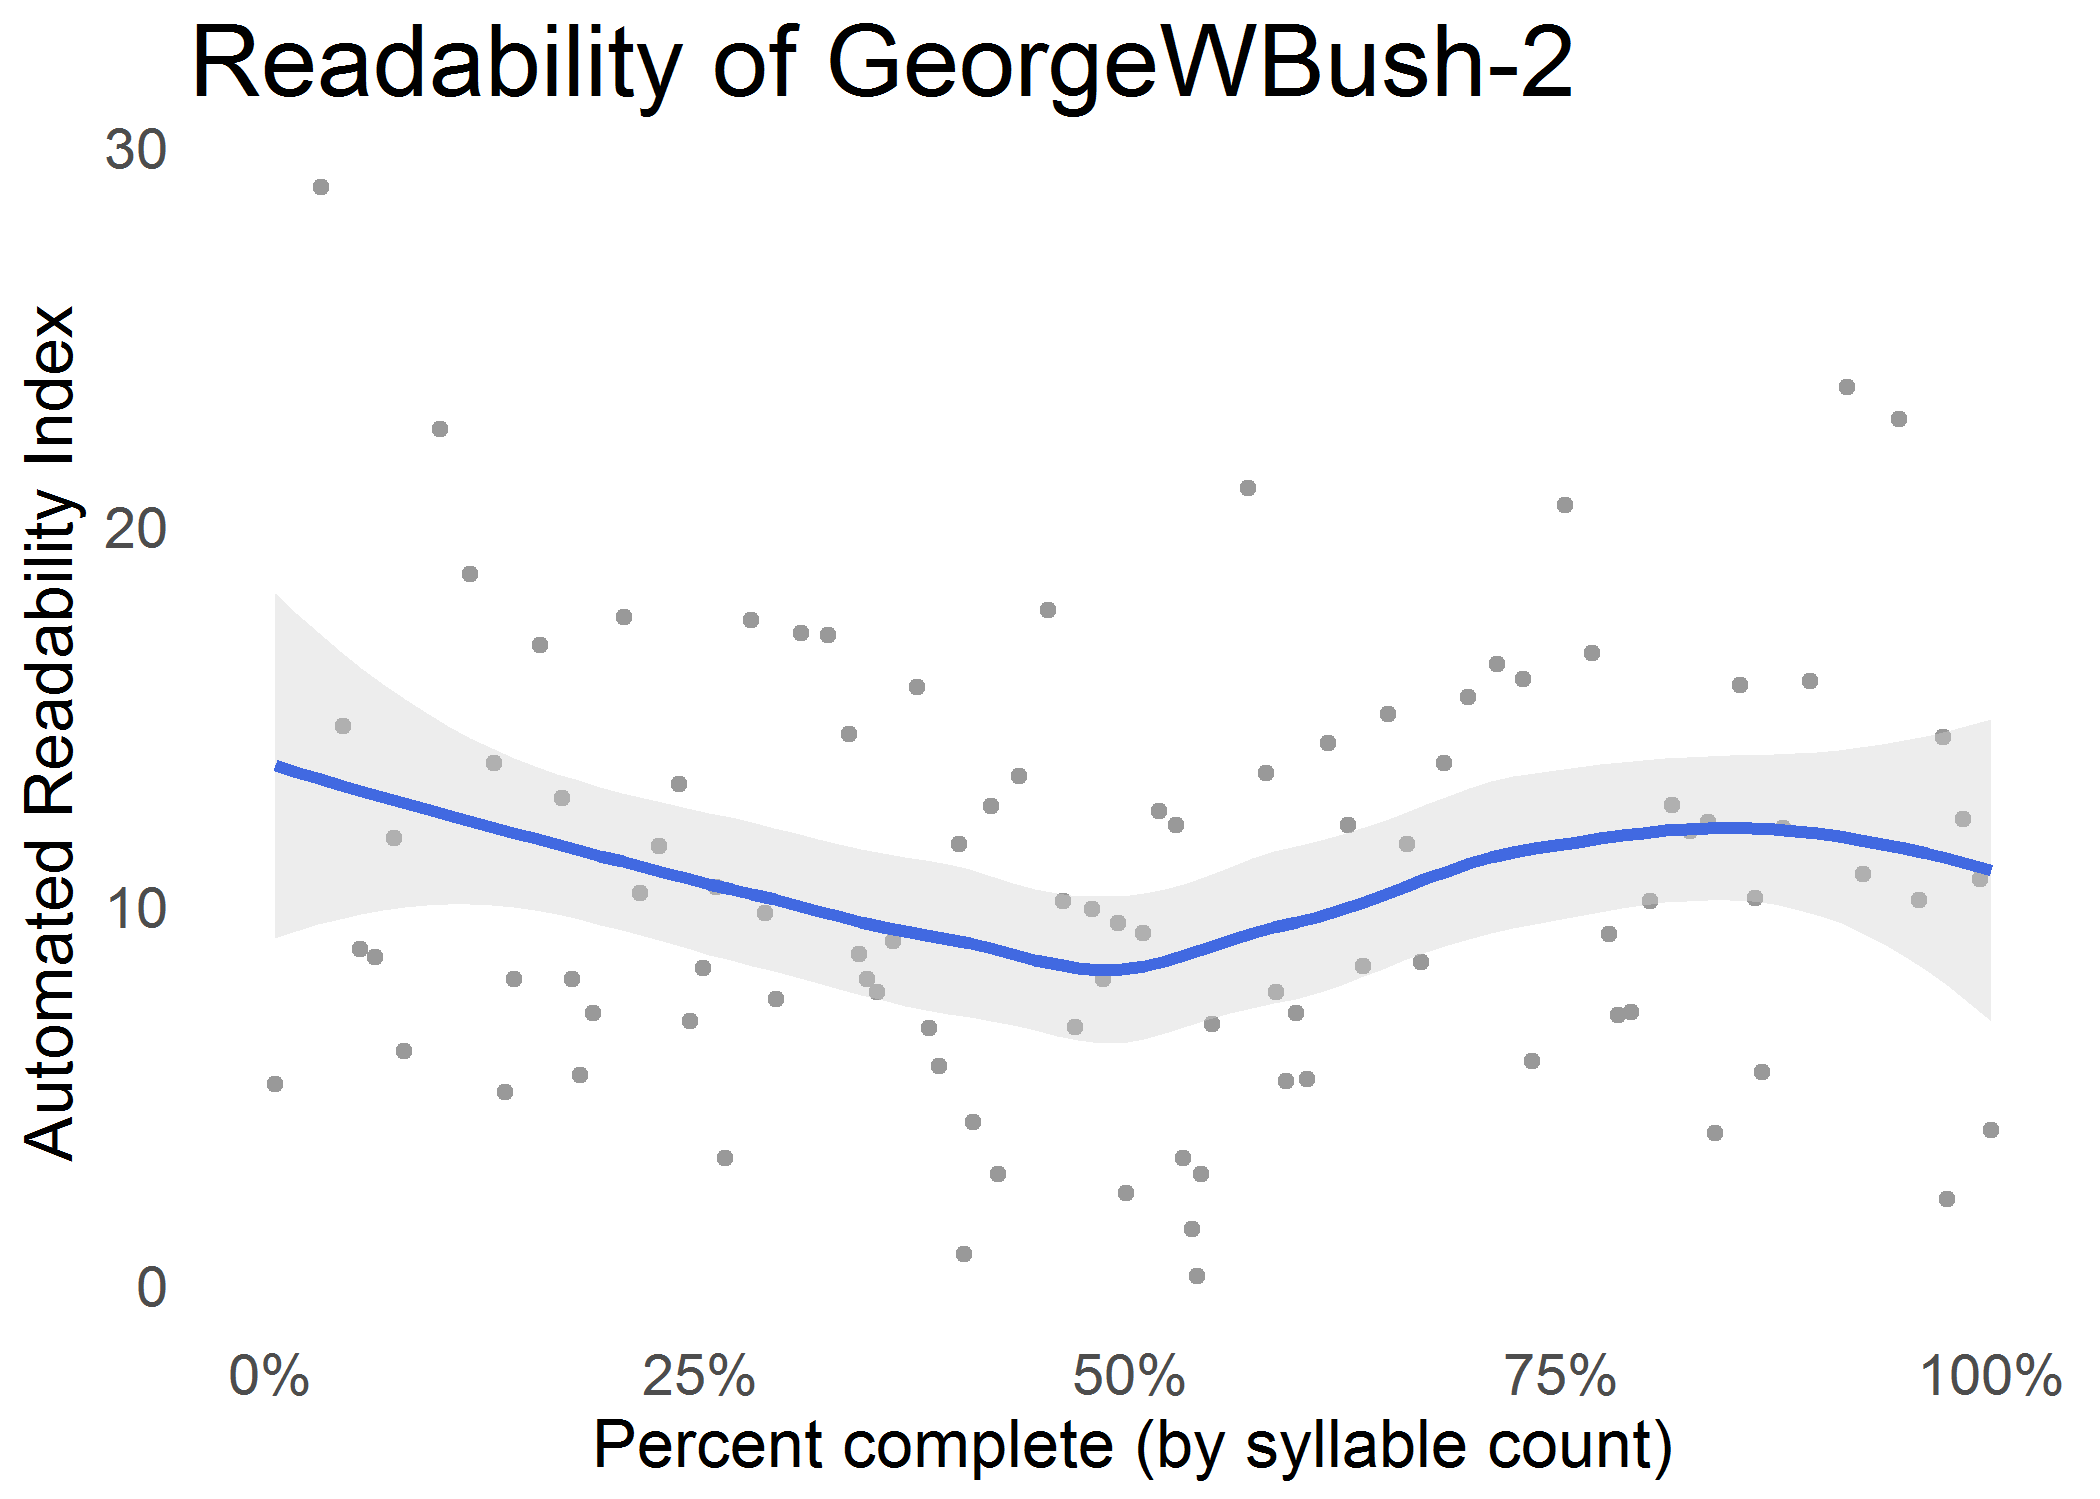 Readability of GeorgeWBush-2
30
20
10
0
Automated Readability Index
0% 25% 50% 75% 100%
Percent complete (by syllable count)